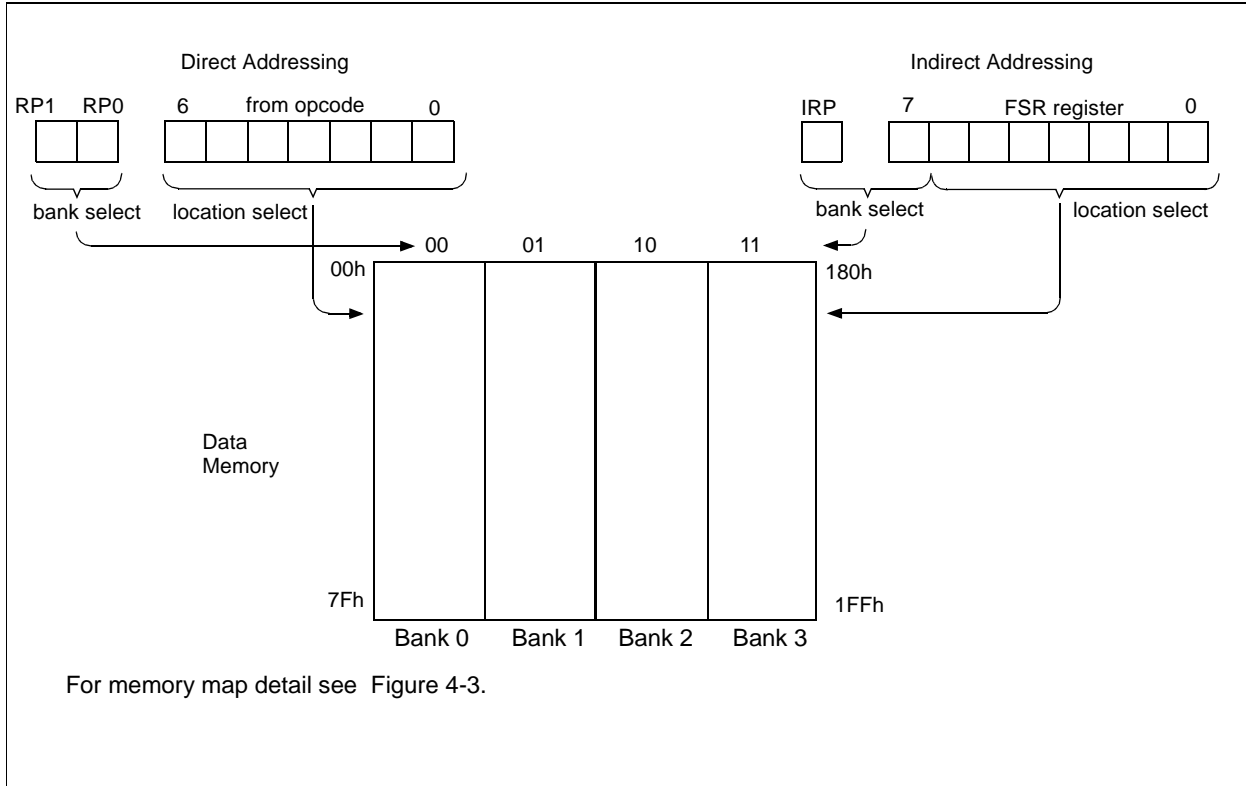 Direct Addressing
Indirect Addressing
RP1 RP0 6 from opcode 0
IRP 7 FSR register 0
bank select location select
bank select location select
00 01 10 11
00h 180h
Data
Memory
7Fh 1FFh
Bank 0 Bank 1 Bank 2 Bank 3
For memory map detail see Figure 4-3.